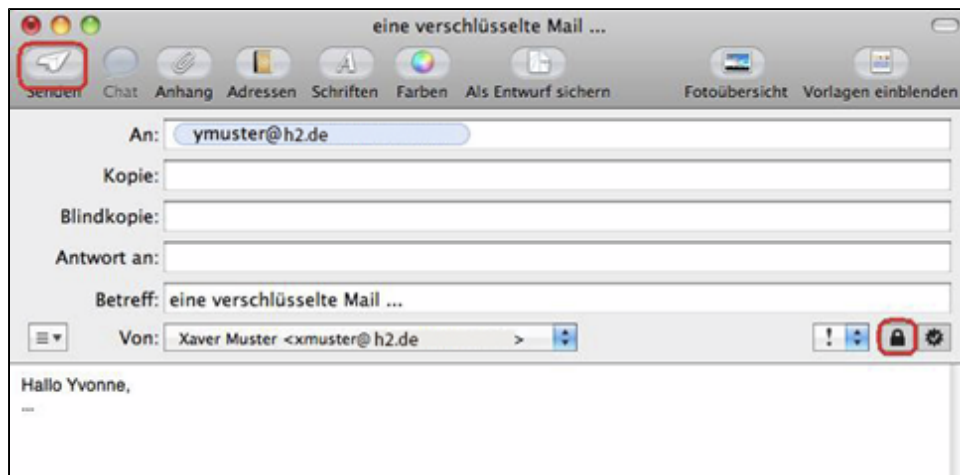 eine verschlüsselte Mail ...
Senden Chat Anhang Adressen Schriften Farben Als Entwurf sichern Fotoübersicht Vorlagen einblenden
An: ymuster@h2.de
Kopie:
Blindkopie:
Antwort an:
Betreff: eine verschlüsselte Mail ...
Von: Xaver Muster <xmuster@h2.de > !
Hallo Yvonne,
...